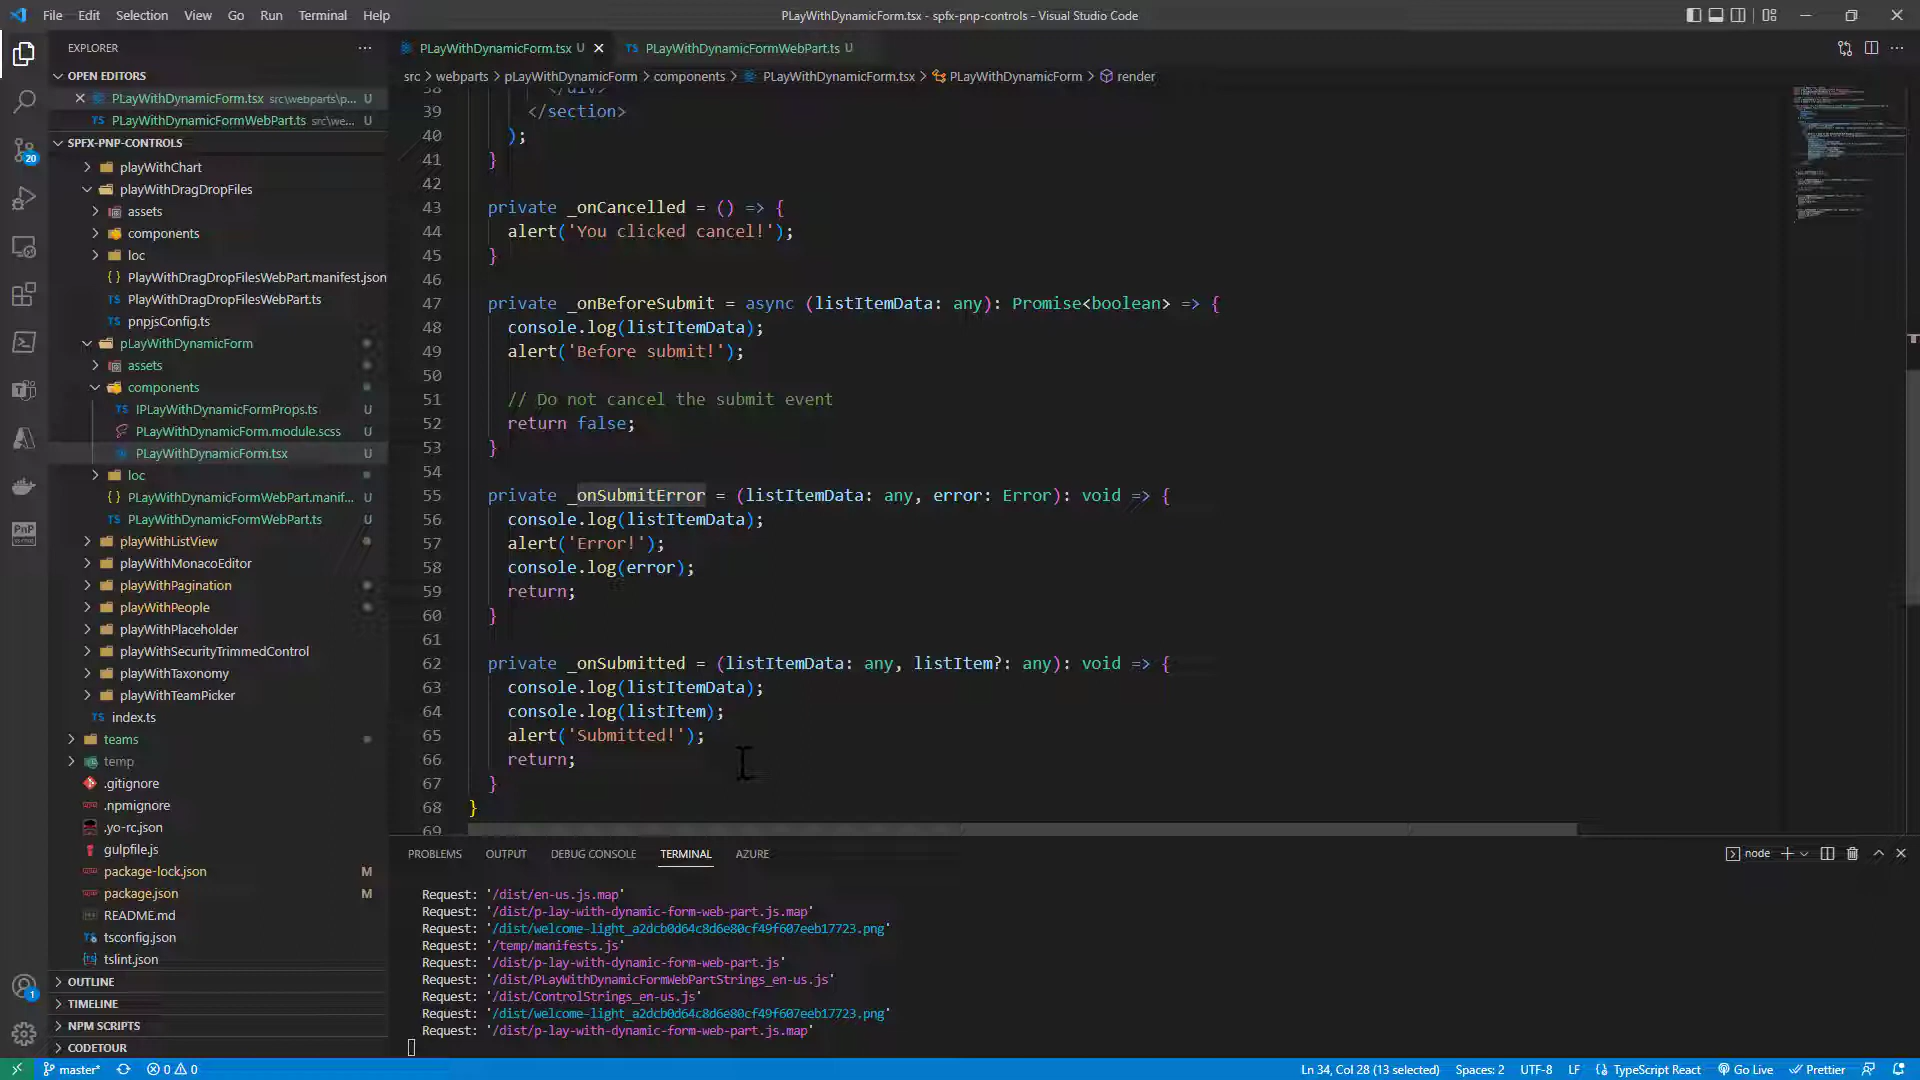 File Edit Selection View Go Run Terminal Help
PLayWithDynamicForm.tsx - spfx-pnp-controls - Visual Studio Code
EXPLORER
OPEN EDITORS
PLayWithDynamicForm.tsx src\webparts\p... U
PLayWithDynamicFormWebPart.ts src\we... U
SPFX-PNP-CONTROLS
playWithChart
playWithDragDropFiles
assets
components
loc
PlayWithDragDropFilesWebPart.manifest.json
PlayWithDragDropFilesWebPart.ts
pnpjsConfig.ts
pLayWithDynamicForm
assets
components
IPLayWithDynamicFormProps.ts U
PLayWithDynamicForm.module.scss U
PLayWithDynamicForm.tsx U
loc
PLayWithDynamicFormWebPart.manif... U
PLayWithDynamicFormWebPart.ts U
playWithListView
playWithMonacoEditor
playWithPagination
playWithPeople
playWithPlaceholder
playWithSecurityTrimmedControl
playWithTaxonomy
playWithTeamPicker
index.ts
teams
temp
.gitignore
.npmignore
.yo-rc.json
gulpfile.js
package-lock.json M
package.json M
README.md
tsconfig.json
tslint.json
OUTLINE
TIMELINE
NPM SCRIPTS
CODETOUR
20
PnP
1
PLayWithDynamicForm.tsx U
PLayWithDynamicFormWebPart.ts U
src > webparts > pLayWithDynamicForm > components > PLayWithDynamicForm.tsx > PLayWithDynamicForm > render
38 </div>
39 </section>
40 );
41 }
42
43 private _onCancelled = () => {
44 alert('You clicked cancel!');
45 }
46
47 private _onBeforeSubmit = async (listItemData: any): Promise<boolean> => {
48 console.log(listItemData);
49 alert('Before submit!');
50
51 // Do not cancel the submit event
52 return false;
53 }
54
55 private _onSubmitError = (listItemData: any, error: Error): void => {
56 console.log(listItemData);
57 alert('Error!');
58 console.log(error);
59 return;
60 }
61
62 private _onSubmitted = (listItemData: any, listItem?: any): void => {
63 console.log(listItemData);
64 console.log(listItem);
65 alert('Submitted!');
66 return;
67 }
68 }
69
PROBLEMS OUTPUT DEBUG CONSOLE TERMINAL AZURE
node
Request: '/dist/en-us.js.map'
Request: '/dist/p-lay-with-dynamic-form-web-part.js.map'
Request: '/dist/welcome-light_a2dcb0d64c8d6e80cf49f607eeb17723.png'
Request: '/temp/manifests.js'
Request: '/dist/p-lay-with-dynamic-form-web-part.js'
Request: '/dist/PLayWithDynamicFormWebPartStrings_en-us.js'
Request: '/dist/ControlStrings_en-us.js'
Request: '/dist/welcome-light_a2dcb0d64c8d6e80cf49f607eeb17723.png'
Request: '/dist/p-lay-with-dynamic-form-web-part.js.map'
master* 0 0
Ln 34, Col 28 (13 selected) Spaces: 2 UTF-8 LF TypeScript React Go Live Prettier